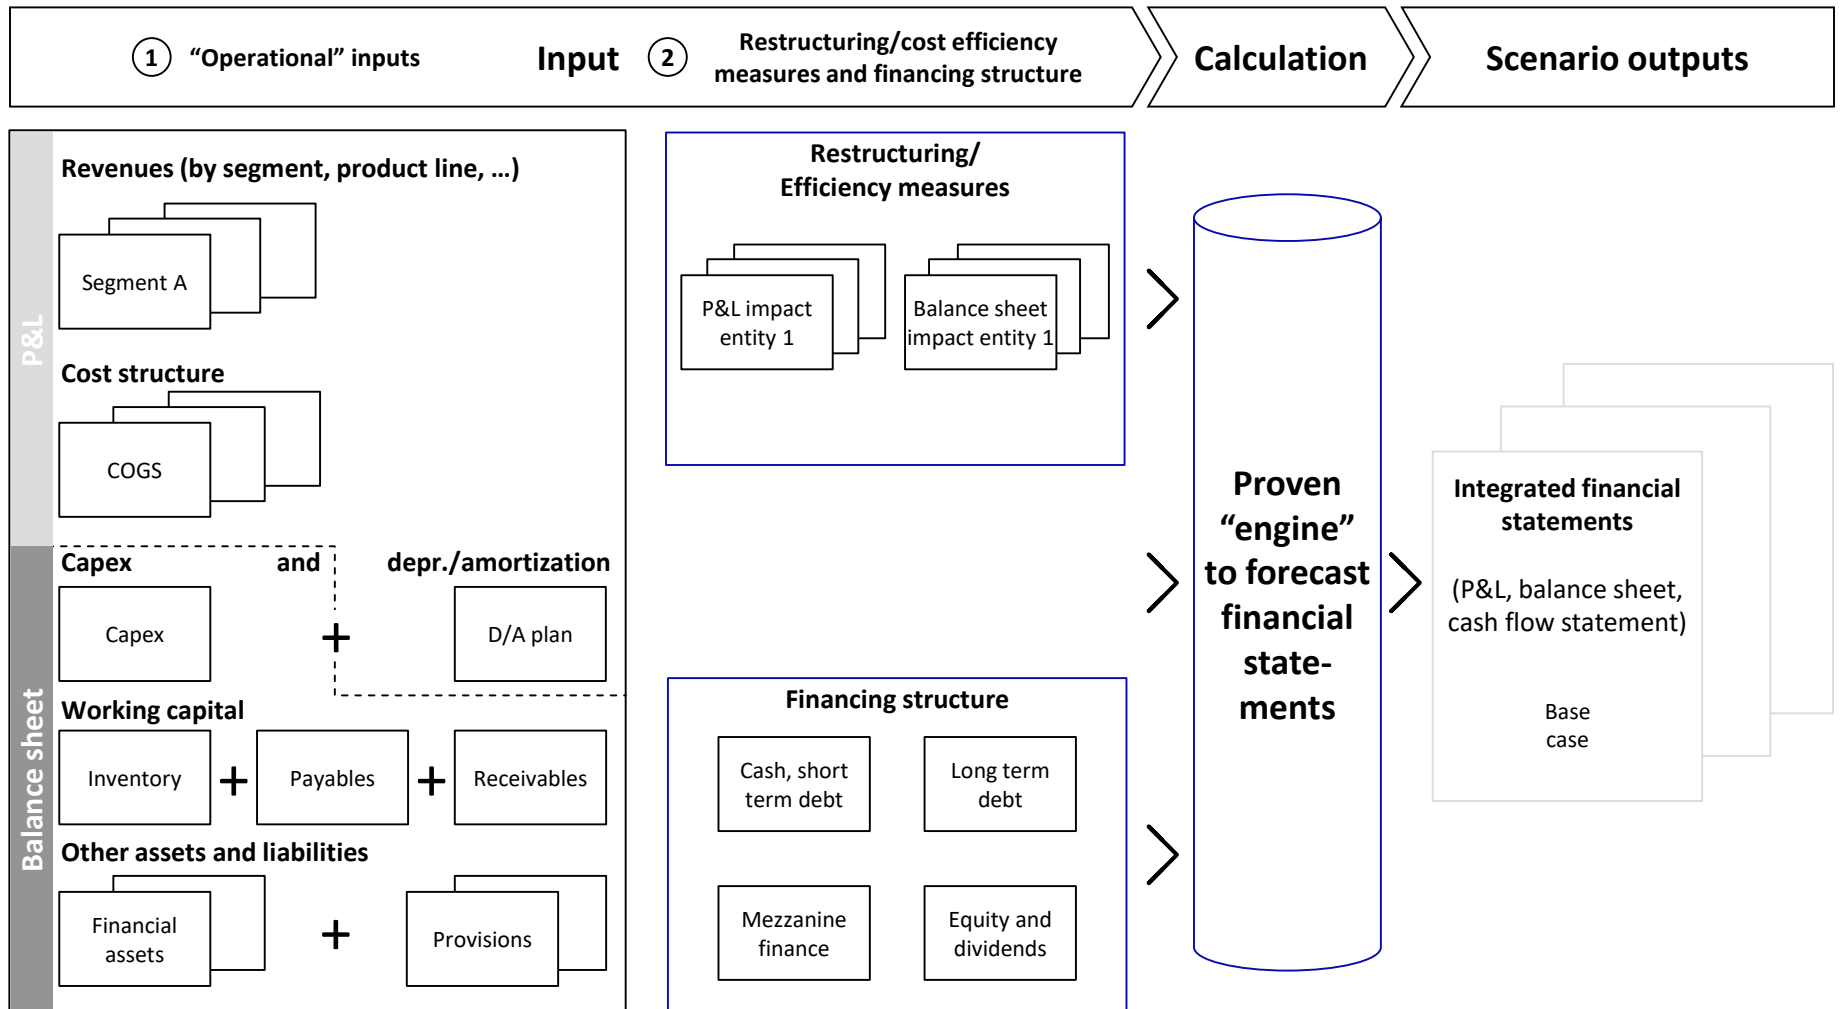 1 “Operational” inputs
Input
2 Restructuring/cost efficiency
measures and financing structure
Calculation
Scenario outputs
P&L
Revenues (by segment, product line, ...)
Segment A
Cost structure
COGS
Balance sheet
Capex and depr./amortization
Capex + D/A plan
Working capital
Inventory + Payables + Receivables
Other assets and liabilities
Financial
assets
+
Provisions
Restructuring/
Efficiency measures
P&L impact
entity 1
Balance sheet
impact entity 1
Financing structure
Cash, short
term debt
Long term
debt
Mezzanine
finance
Equity and
dividends
Proven
“engine”
to forecast
financial
state-
ments
Integrated financial
statements
(P&L, balance sheet,
cash flow statement)
Base
case